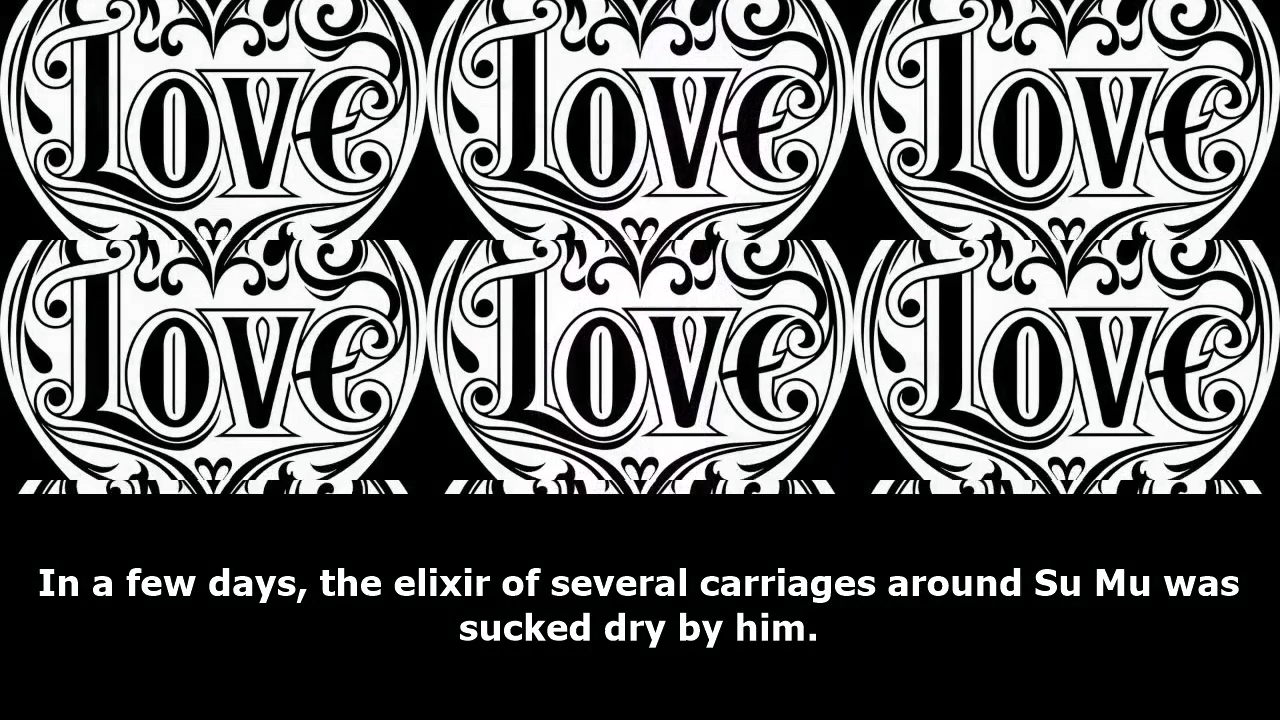 Love Love Love
Love Love Love
In a few days, the elixir of several carriages around Su Mu was
sucked dry by him.